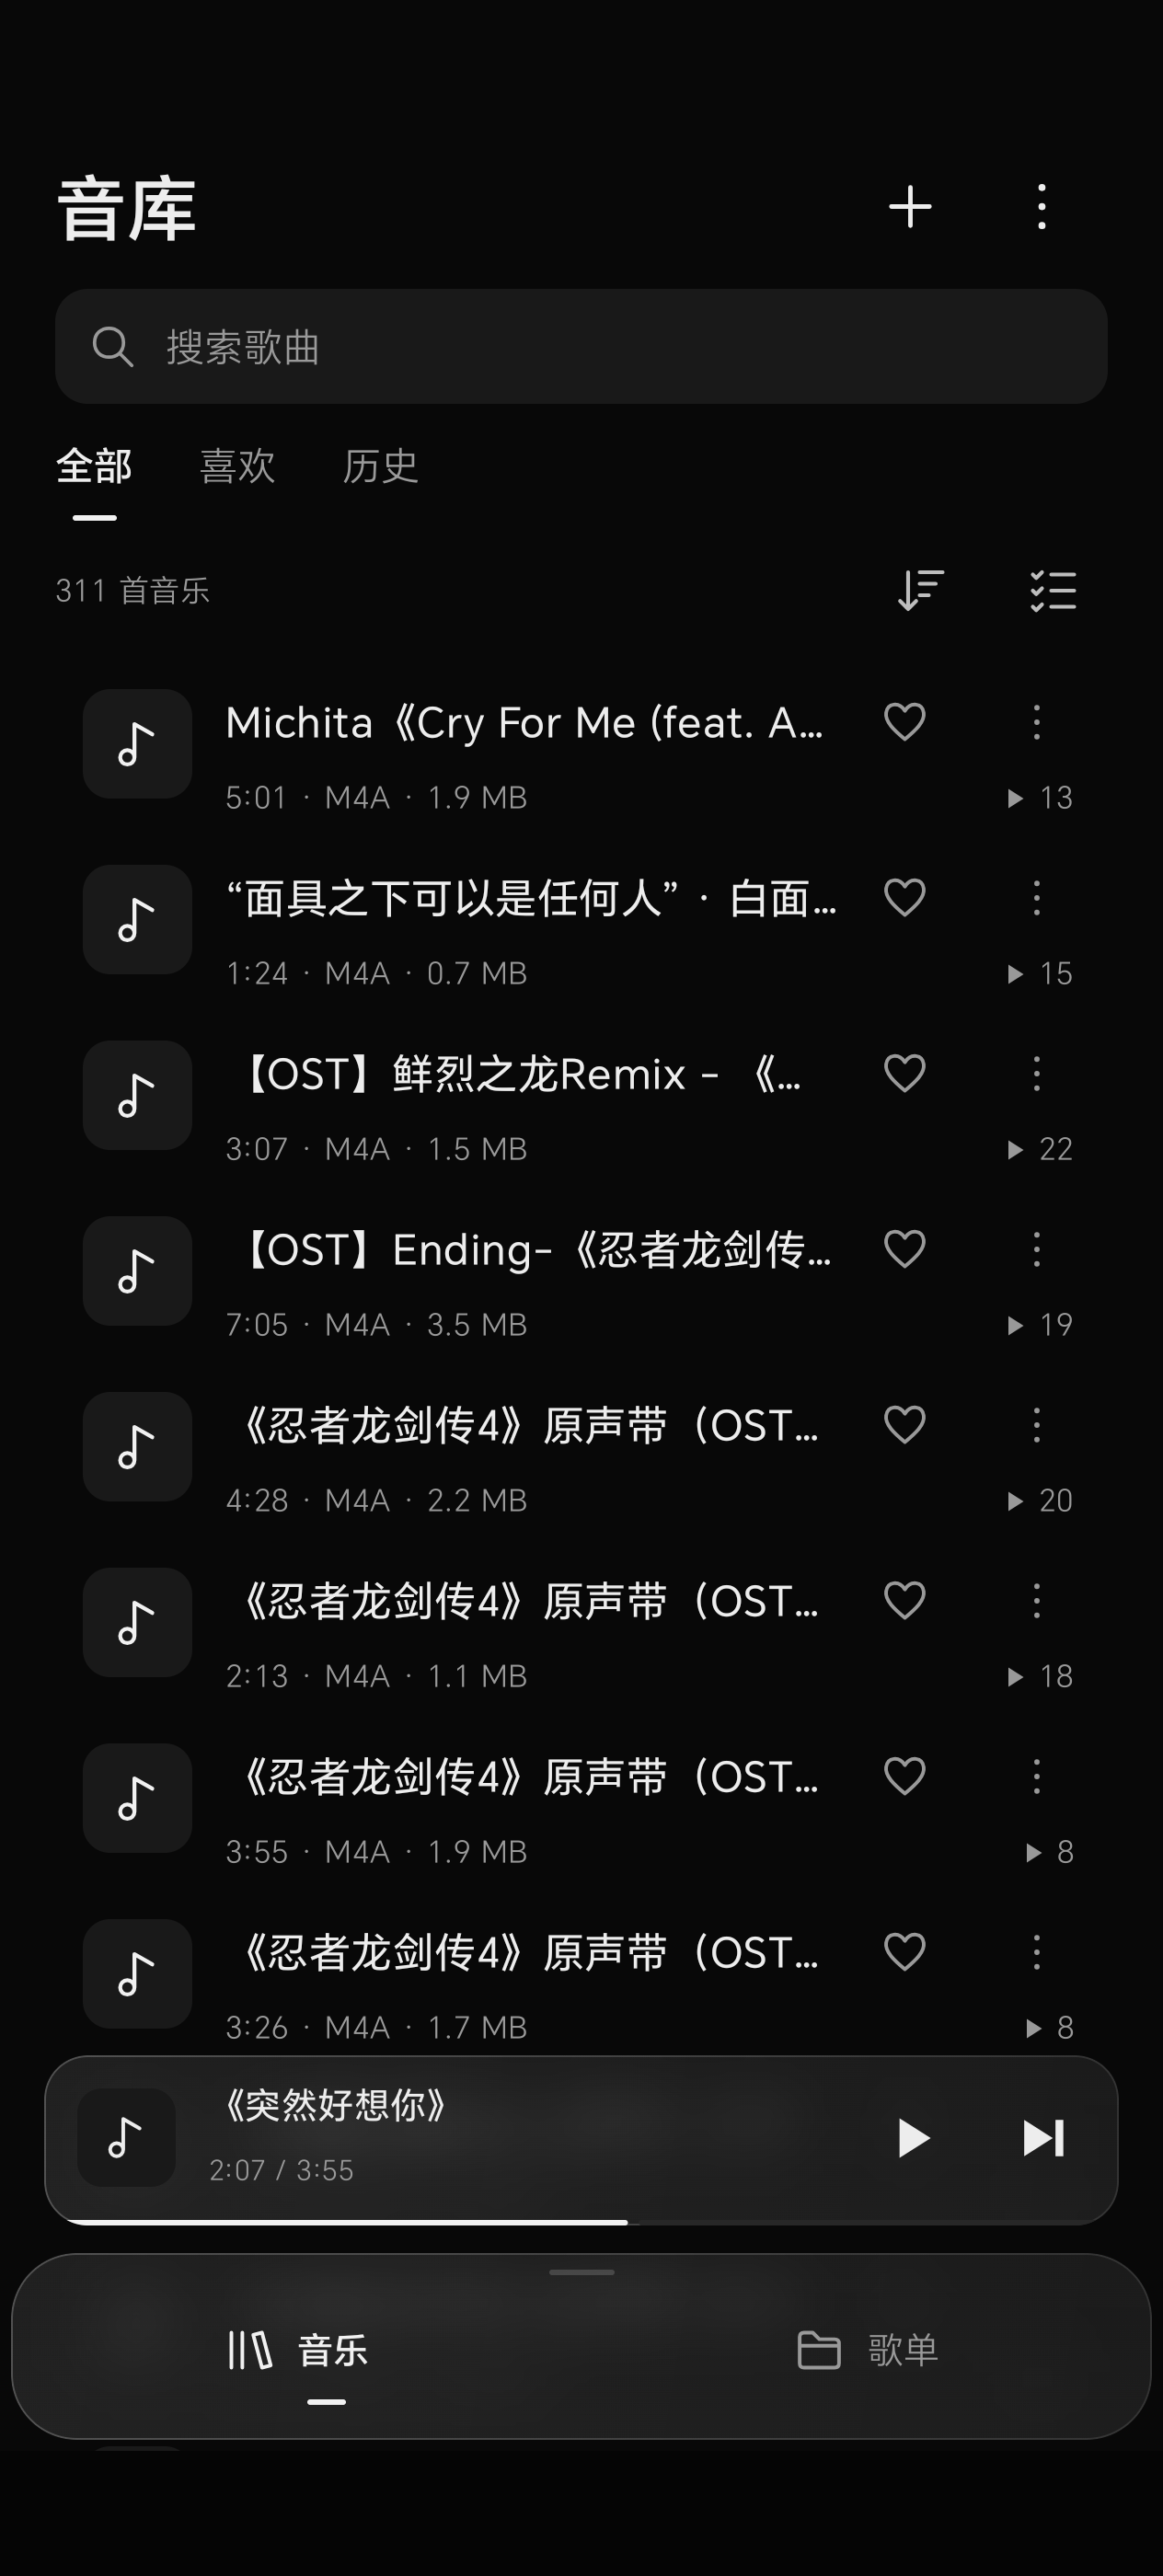 音库
搜索歌曲
全部 喜欢 历史
311 首音乐
Michita《Cry For Me (feat. A...
5:01 · M4A · 1.9 MB 13
“面具之下可以是任何人” · 白面...
1:24 · M4A · 0.7 MB 15
【OST】鲜烈之龙Remix - 《...
3:07 · M4A · 1.5 MB 22
【OST】Ending-《忍者龙剑传...
7:05 · M4A · 3.5 MB 19
《忍者龙剑传4》原声带（OST...
4:28 · M4A · 2.2 MB 20
《忍者龙剑传4》原声带（OST...
2:13 · M4A · 1.1 MB 18
《忍者龙剑传4》原声带（OST...
3:55 · M4A · 1.9 MB 8
《忍者龙剑传4》原声带（OST...
3:26 · M4A · 1.7 MB 8
《突然好想你》
2:07 / 3:55
音乐 歌单